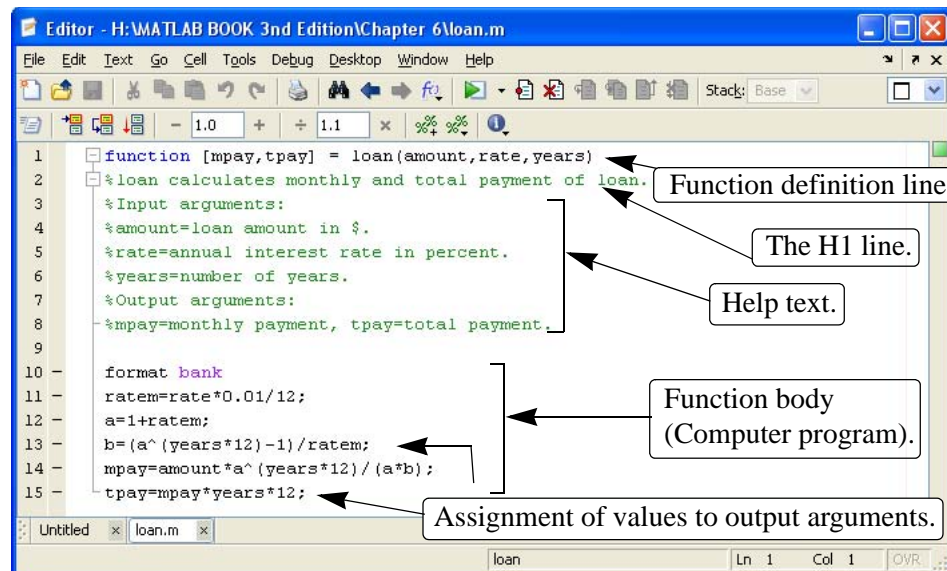 Editor - H:\MATLAB BOOK 3nd Edition\Chapter 6\loan.m
File Edit Text Go Cell Tools Debug Desktop Window Help
Stack: Base
- 1.0 + ÷ 1.1 ×
1 function [mpay,tpay] = loan(amount,rate,years)
Function definition line
2 %loan calculates monthly and total payment of loan.
The H1 line.
3 %Input arguments:
4 %amount=loan amount in $.
5 %rate=annual interest rate in percent.
6 %years=number of years.
7 %Output arguments:
8 %mpay=monthly payment, tpay=total payment.
Help text.
9
10 - format bank
11 - ratem=rate*0.01/12;
12 - a=1+ratem;
13 - b=(a^(years*12)-1)/ratem;
14 - mpay=amount*a^(years*12)/(a*b);
15 - tpay=mpay*years*12;
Function body
(Computer program).
Assignment of values to output arguments.
Untitled × loan.m ×
loan Ln 1 Col 1 OVR